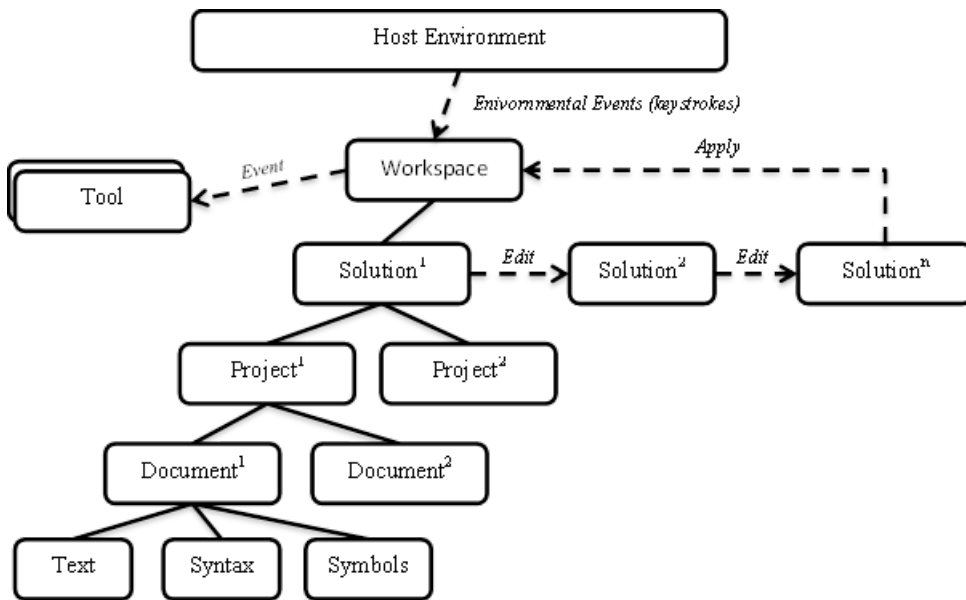 Host Environment
Enivornmental Events (keystrokes)
Apply
Workspace
Event
Tool
Solution¹
Edit
Solution²
Edit
Solutionⁿ
Project¹
Project²
Document¹
Document²
Text
Syntax
Symbols